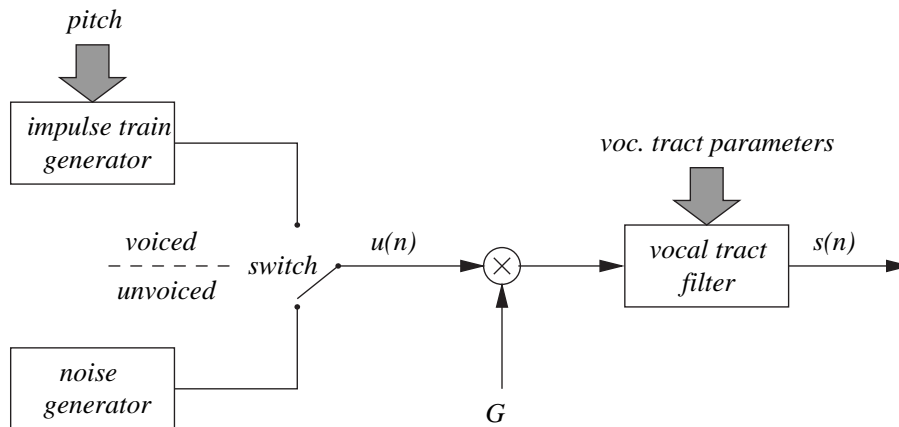 pitch
impulse train
generator
voc. tract parameters
voiced
switch
unvoiced
u(n)
vocal tract
filter
s(n)
noise
generator
G